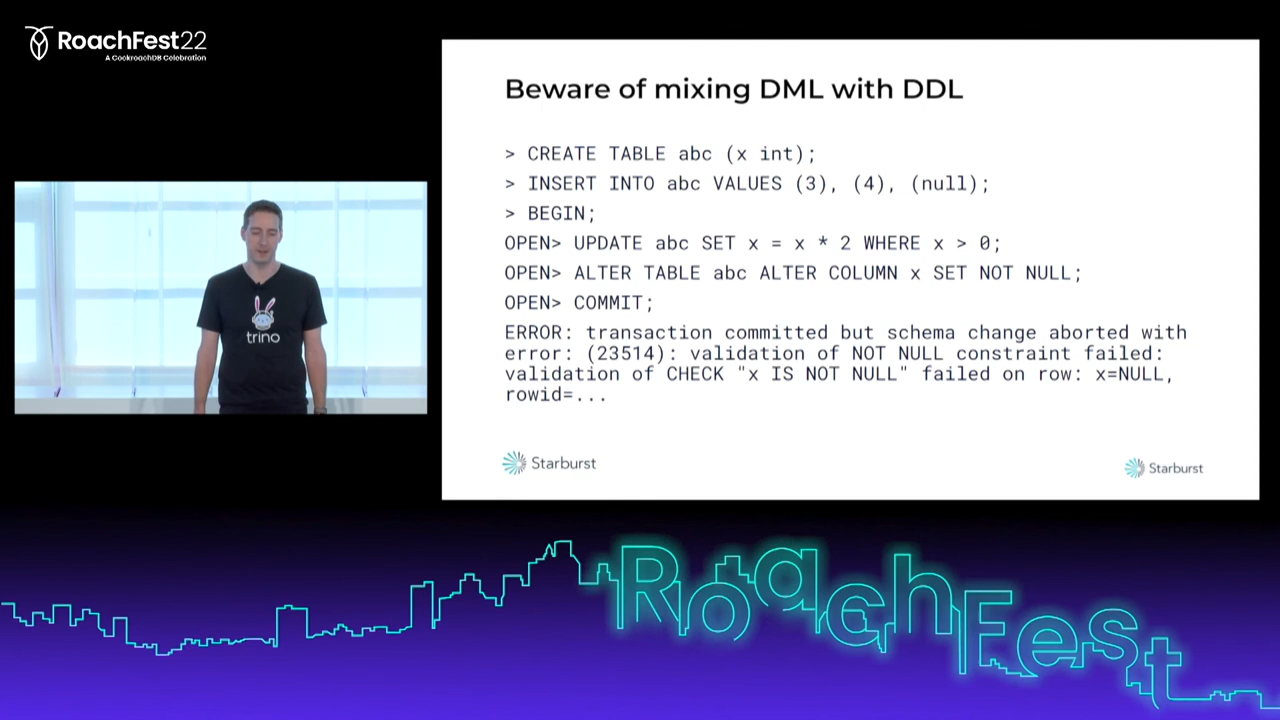 RoachFest22
A CockroachDB Celebration
trino
Beware of mixing DML with DDL
> CREATE TABLE abc (x int);
> INSERT INTO abc VALUES (3), (4), (null);
> BEGIN;
OPEN> UPDATE abc SET x = x * 2 WHERE x > 0;
OPEN> ALTER TABLE abc ALTER COLUMN x SET NOT NULL;
OPEN> COMMIT;
ERROR: transaction committed but schema change aborted with
error: (23514): validation of NOT NULL constraint failed:
validation of CHECK "x IS NOT NULL" failed on row: x=NULL,
rowid=...
Starburst
Starburst
RoachFest